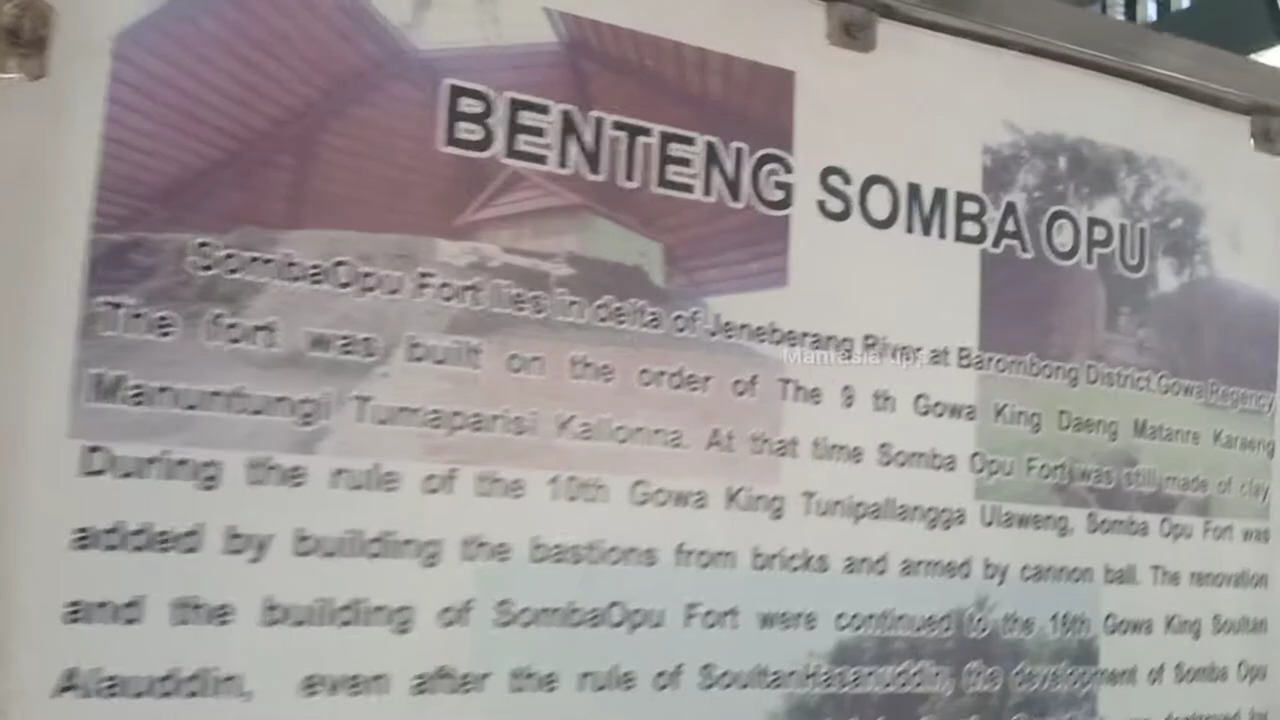 BENTENG SOMBA OPU
SombaOpu Fort lies in delta of Jeneberang River at Barombong District.Gowa Regency
The fort was built on the order of The 9 th Gowa King Daeng Matanre Karaeng
Manuntungi Tumaparisi Kallonna. At that time Somba Opu Fort was still made of clay
During the rule of the 10th Gowa King Tunipallangga Ulaweng, Somba Opu Fort was
added by building the bastions from bricks and armed by cannon ball. The renovation
and the building of SombaOpu Fort were continued to the Gowa King Soultan
Alauddin, even after the rule of SoultanHasanuddin, the development of Somba Opu